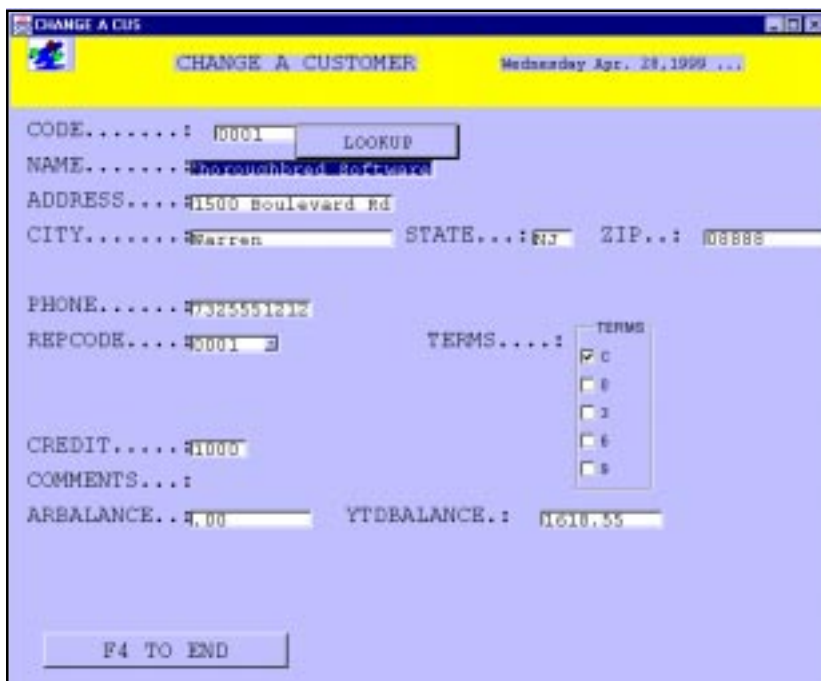 CHANGE A CUS
CHANGE A CUSTOMER Wednesday Apr. 28,1999 ...
CODE.......: 0001 LOOKUP
NAME.......: Thoroughbred Software
ADDRESS....: 1500 Boulevard Rd
CITY.......: Warren STATE...: NJ ZIP..: 08888
PHONE......: 7325551212
REPCODE....: 0001 TERMS....: TERMS
C
3
6
CREDIT.....: 1000
COMMENTS...:
ARBALANCE..: .00 YTDBALANCE.: 1618.55
F4 TO END